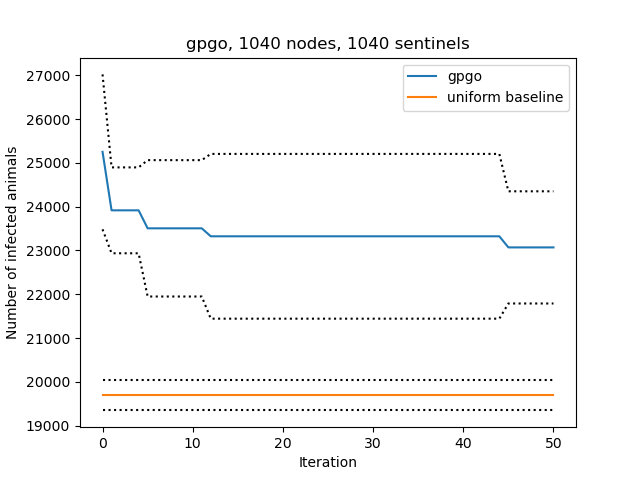 gpgo, 1040 nodes, 1040 sentinels
gpgo
uniform baseline
Number of infected animals
27000
26000
25000
24000
23000
22000
21000
20000
19000
0 10 20 30 40 50
Iteration